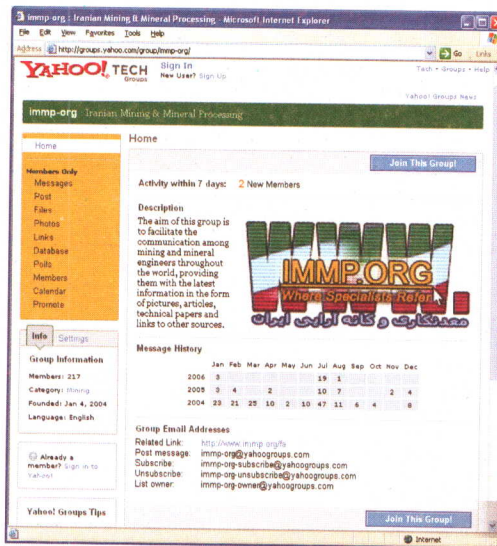 immp-org : Iranian Mining & Mineral Processing - Microsoft Internet Explorer
File Edit View Favorites Tools Help
Address http://groups.yahoo.com/group/immp-org/ Go Links
YAHOO! TECH Groups Sign In
New User? Sign Up
Tech - Groups - Help
Yahoo! Groups News
immp-org Iranian Mining & Mineral Processing
Home
Members Only
Messages
Post
Files
Photos
Links
Database
Polls
Members
Calendar
Promote
Info Settings
Group Information
Members: 217
Category: Mining
Founded: Jan 4, 2004
Language: English
Already a
member? Sign in to
Yahoo!
Yahoo! Groups Tips
Home
Join This Group!
Activity within 7 days: 2 New Members
Description
The aim of this group is
to facilitate the
communication among
mining and mineral
engineers throughout
the world, providing
them with the latest
information in the form
of pictures, articles,
technical papers and
links to other sources.
WWW.
IMMP.ORG
Where Specialists Refer
معدنکاری و کانه آرایی ایران
Message History
Jan Feb Mar Apr May Jun Jul Aug Sep Oct Nov Dec
2006 3 19 1
2005 3 4 2 10 7 2 4
2004 23 21 25 10 2 10 47 11 6 4 8
Group Email Addresses
Related Link: http://www.immp.org/fa
Post message: immp-org@yahoogroups.com
Subscribe: immp-org-subscribe@yahoogroups.com
Unsubscribe: immp-org-unsubscribe@yahoogroups.com
List owner: immp-org-owner@yahoogroups.com
Join This Group!
Internet